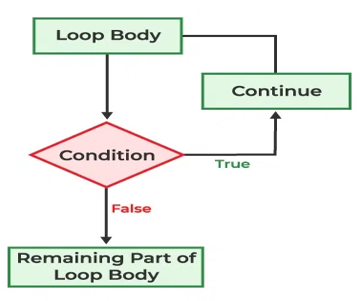 Loop Body
Continue
Condition
True
False
Remaining Part of
Loop Body